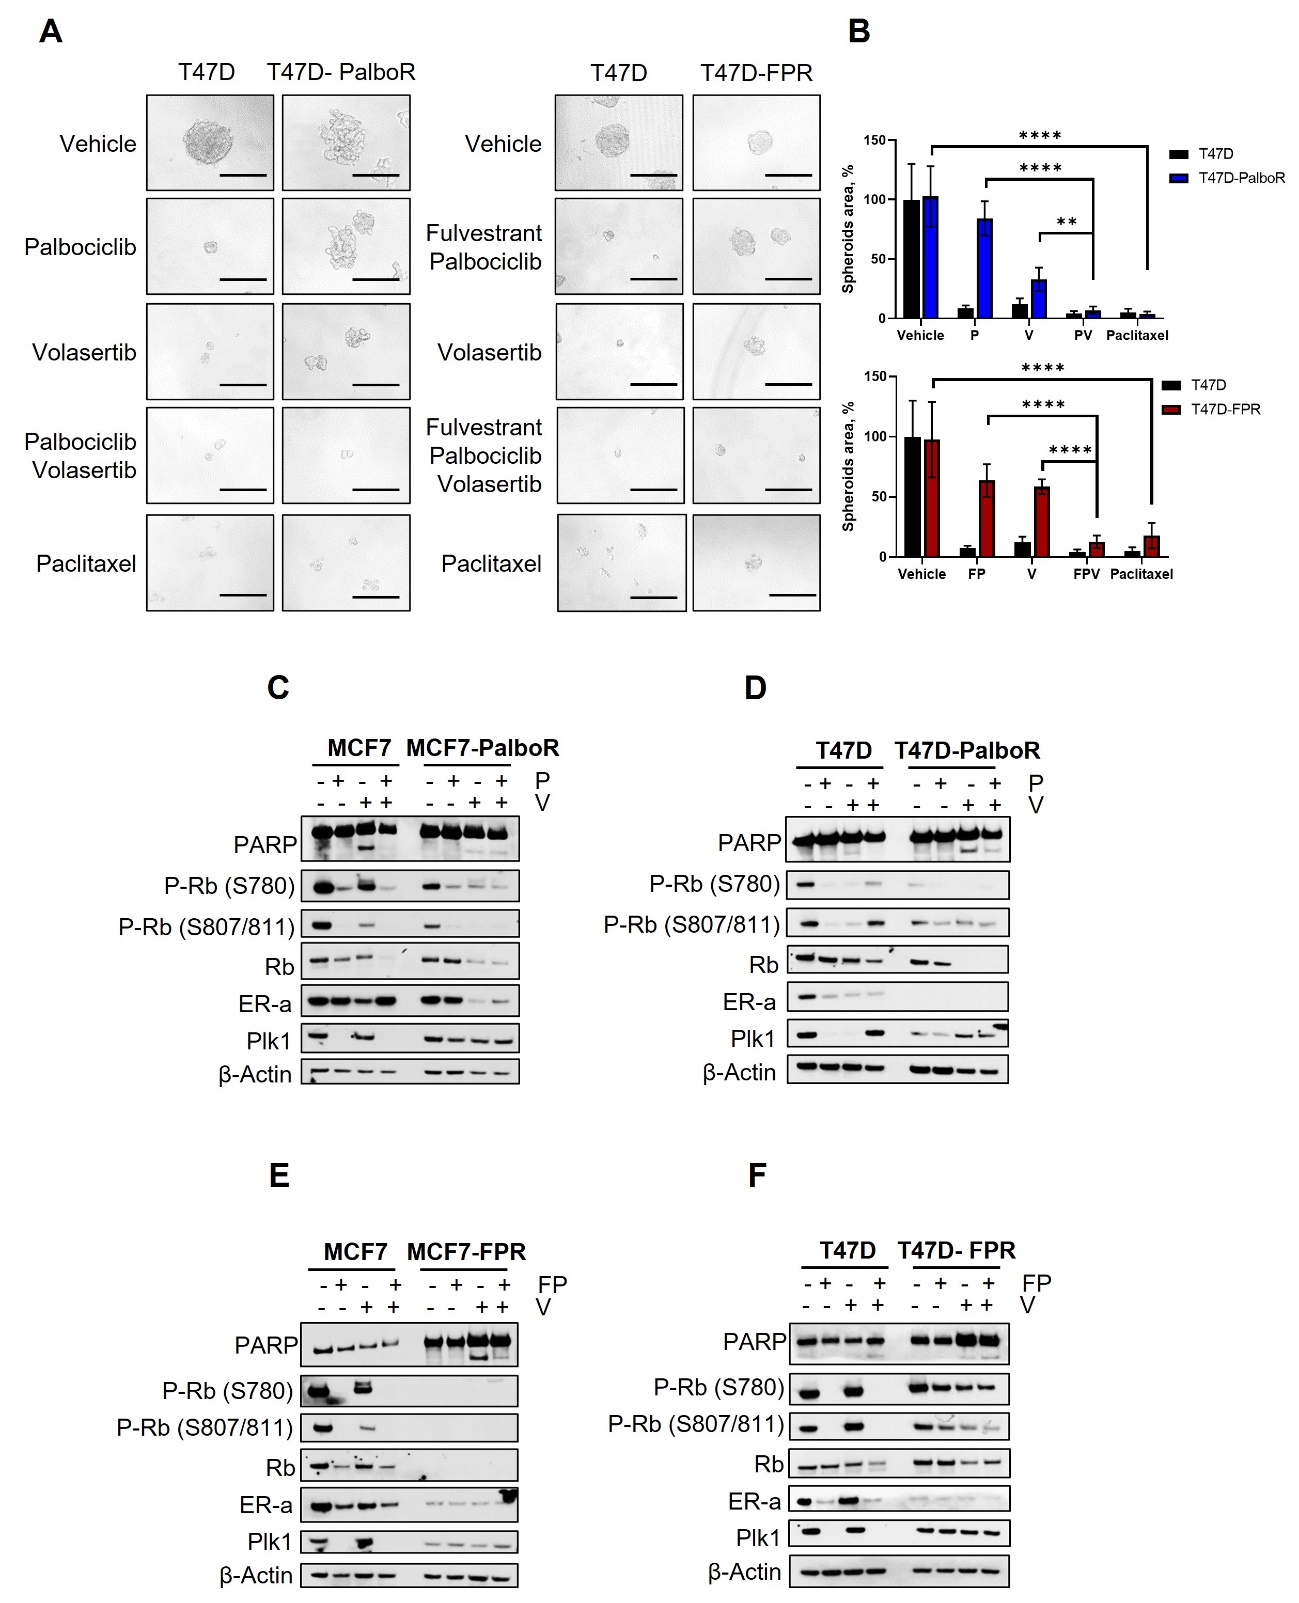 A
B
T47D T47D- PalboR
T47D T47D-FPR
Vehicle
Palbociclib
Volasertib
Palbociclib
Volasertib
Paclitaxel
Vehicle
Fulvestrant
Palbociclib
Volasertib
Fulvestrant
Palbociclib
Volasertib
Paclitaxel
Spheroids area, %
150
100
50
0
****
****
**
Vehicle P V PV Paclitaxel
T47D
T47D-PalboR
Spheroids area, %
150
100
50
0
****
****
****
Vehicle FP V FPV Paclitaxel
T47D
T47D-FPR
C
MCF7 MCF7-PalboR
- + - + - + - + P
- - + + - - + + V
PARP
P-Rb (S780)
P-Rb (S807/811)
Rb
ER-a
Plk1
β-Actin
D
T47D T47D-PalboR
- + - + - + - + P
- - + + - - + + V
PARP
P-Rb (S780)
P-Rb (S807/811)
Rb
ER-a
Plk1
β-Actin
E
MCF7 MCF7-FPR
- + - + - + - + FP
- - + + - - + + V
PARP
P-Rb (S780)
P-Rb (S807/811)
Rb
ER-a
Plk1
β-Actin
F
T47D T47D- FPR
- + - + - + - + FP
- - + + - - + + V
PARP
P-Rb (S780)
P-Rb (S807/811)
Rb
ER-a
Plk1
β-Actin